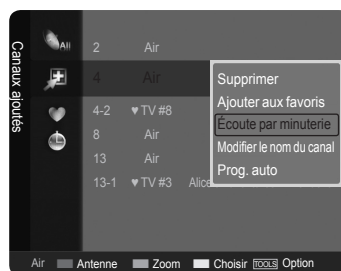 Canaux ajoutés
All
2 Air
4 Air
4-2 ♥ TV #8
8 Air
13 Air
13-1 ♥ TV #3 Alice
Supprimer
Ajouter aux favoris
Écoute par minuterie
Modifier le nom du canal
Prog. auto
Air Antenne Zoom Choisir TOOLS Option